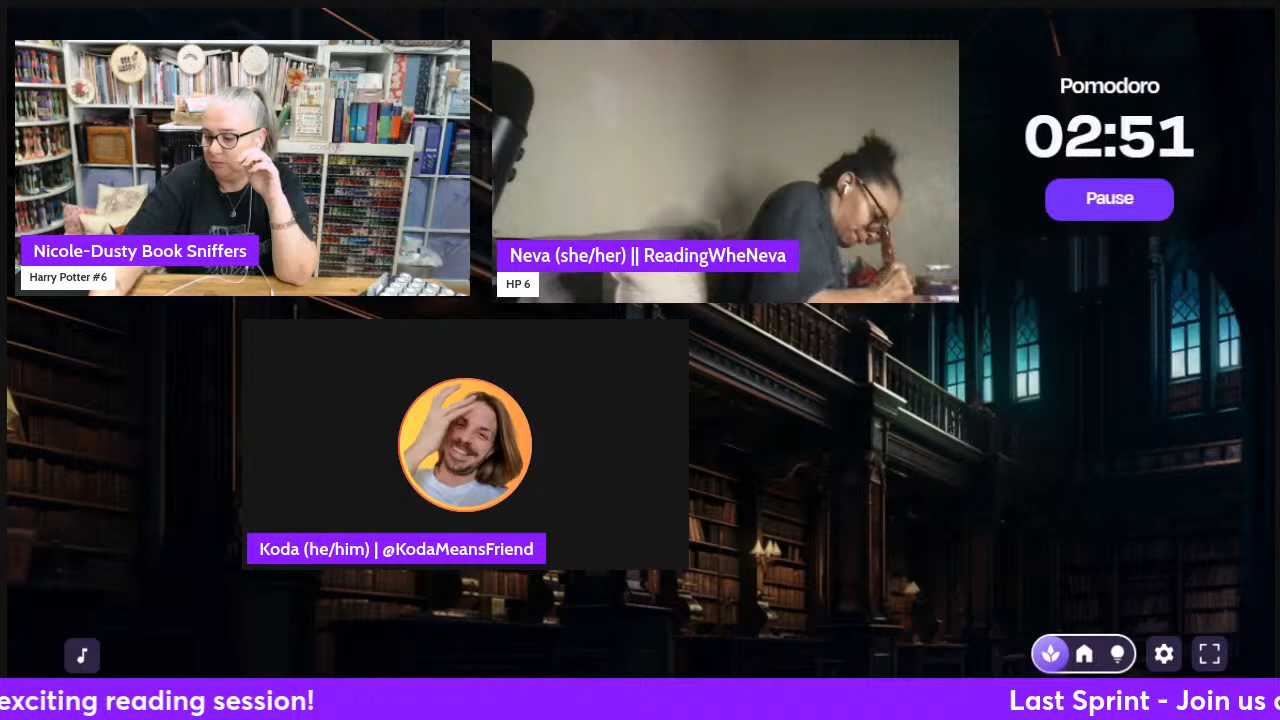 Pomodoro
02:51
Pause
Nicole-Dusty Book Sniffers
Harry Potter #6
Neva (she/her) || ReadingWheNeva
HP 6
Koda (he/him) | @KodaMeansFriend
exciting reading session!
Last Sprint - Join us